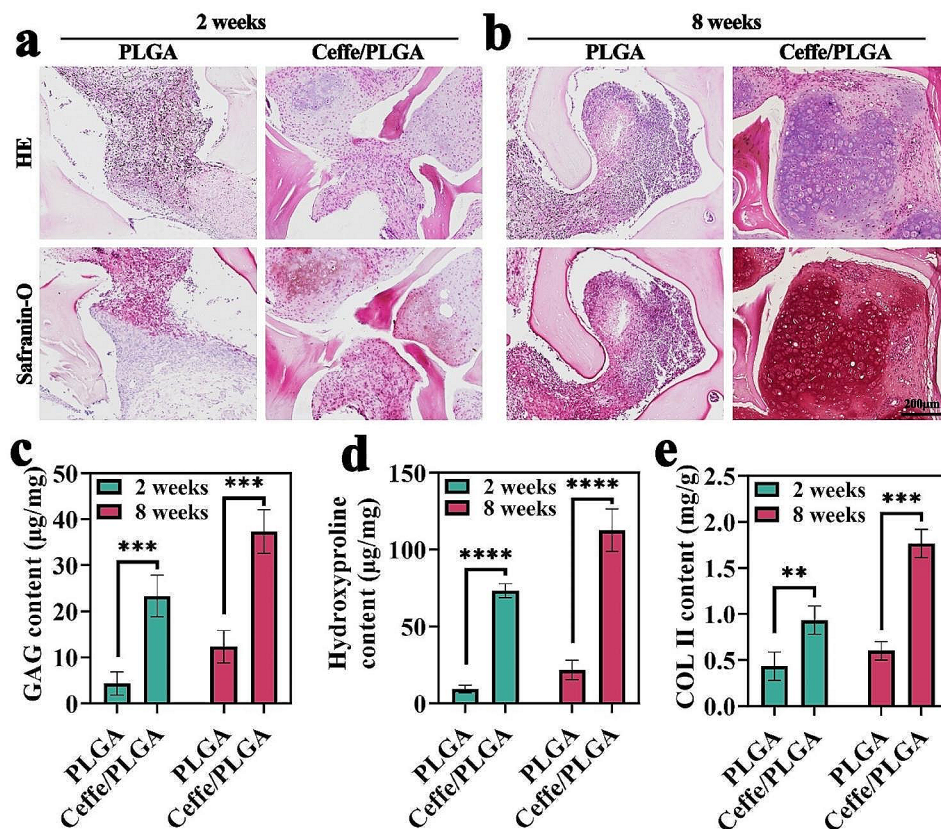 2 weeks
8 weeks
a
b
PLGA
Ceffe/PLGA
PLGA
Ceffe/PLGA
HE
Safranin-O
200μm
c
d
e
GAG content (μg/mg)
50
40
30
20
10
0
2 weeks
8 weeks
***
***
PLGA
Ceffe/PLGA
PLGA
Ceffe/PLGA
Hydroxyproline
content (μg/mg)
150
100
50
0
2 weeks
8 weeks
****
****
PLGA
Ceffe/PLGA
PLGA
Ceffe/PLGA
COL II content (mg/g)
2.5
2.0
1.5
1.0
0.5
0.0
2 weeks
8 weeks
**
***
PLGA
Ceffe/PLGA
PLGA
Ceffe/PLGA